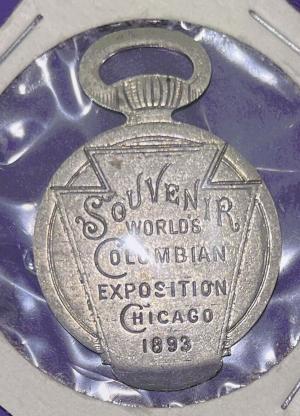 SOUVENIR
WORLD'S
COLUMBIAN
EXPOSITION
CHICAGO
1893